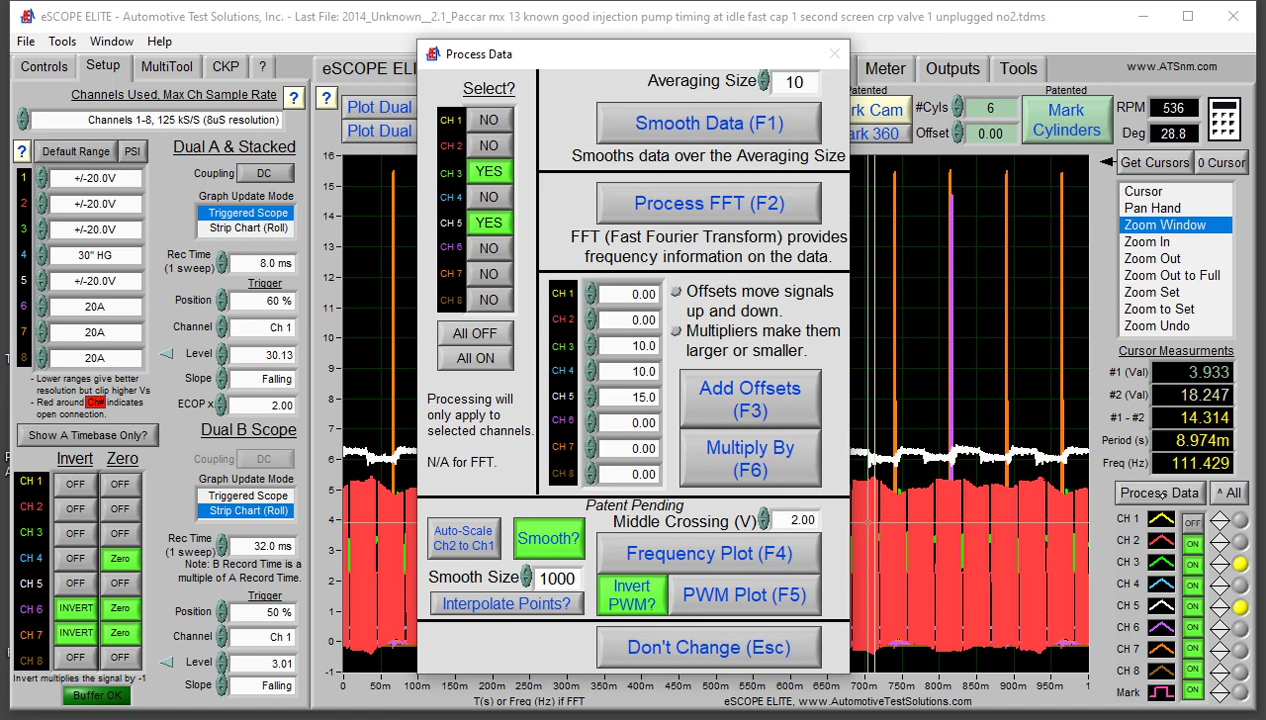 eSCOPE ELITE - Automotive Test Solutions, Inc. - Last File: 2014_Unknown__2.1_Paccar mx 13 known good injection pump timing at idle fast cap 1 second screen crp valve 1 unplugged no2.tdms
File Tools Window Help
Controls Setup MultiTool CKP ?
Channels Used, Max Ch Sample Rate ?
Channels 1-8, 125 kS/S (8uS resolution)
? Default Range PSI
1 +/-20.0V
2 +/-20.0V
3 +/-20.0V
4 30" HG
5 +/-20.0V
6 20A
7 20A
8 20A
- Lower ranges give better
resolution but clip higher Vs
- Red around Ch# indicates
open connection.
Show A Timebase Only?
Invert Zero
CH 1 OFF OFF
CH 2 OFF OFF
CH 3 OFF OFF
CH 4 OFF Zero
CH 5 OFF OFF
CH 6 INVERT Zero
CH 7 INVERT Zero
CH 8 OFF OFF
Invert multiplies the signal by -1
Buffer OK
Dual A & Stacked
Coupling DC
Graph Update Mode
Triggered Scope
Strip Chart (Roll)
Rec Time
(1 sweep) 8.0 ms
Trigger
Position 60 %
Channel Ch 1
Level 30.13
Slope Falling
ECOP x 2.00
Dual B Scope
Coupling DC
Graph Update Mode
Triggered Scope
Strip Chart (Roll)
Rec Time
(1 sweep) 32.0 ms
Note: B Record Time is a
multiple of A Record Time.
Trigger
Position 50 %
Channel Ch 1
Level 3.01
Slope Falling
eSCOPE ELI
? Plot Dual
Plot Dual
16
15
14
13
12
11
10
9
8
7
6
5
4
3
2
1
0
-1
0 50m 100m 150m 200m 250m 300m 350m 400m 450m 500m 550m 600m 650m 700m 750m 800m 850m 900m 950m 1
T(s) or Freq (Hz) if FFT
eSCOPE ELITE, www.AutomotiveTestSolutions.com
Process Data
Select?
CH 1 NO
CH 2 NO
CH 3 YES
CH 4 NO
CH 5 YES
CH 6 NO
CH 7 NO
CH 8 NO
All OFF
All ON
Processing will
only apply to
selected channels.
N/A for FFT.
Averaging Size 10
Smooth Data (F1)
Smooths data over the Averaging Size
Process FFT (F2)
FFT (Fast Fourier Transform) provides
frequency information on the data.
CH 1 0.00
CH 2 0.00
CH 3 10.0
CH 4 10.0
CH 5 15.0
CH 6 0.00
CH 7 0.00
CH 8 0.00
Offsets move signals
up and down.
Multipliers make them
larger or smaller.
Add Offsets
(F3)
Multiply By
(F6)
Patent Pending
Auto-Scale
Ch2 to Ch1
Smooth?
Middle Crossing (V) 2.00
Frequency Plot (F4)
Smooth Size 1000
Interpolate Points?
Invert
PWM?
PWM Plot (F5)
Don't Change (Esc)
Meter Outputs Tools www.ATSnm.com
Patented
rk Cam
ark 360
#Cyls 6
Offset 0.00
Patented
Mark
Cylinders
RPM 536
Deg 28.8
Get Cursors 0 Cursor
Cursor
Pan Hand
Zoom Window
Zoom In
Zoom Out
Zoom Out to Full
Zoom Set
Zoom to Set
Zoom Undo
Cursor Measurments
#1 (Val) 3.933
#2 (Val) 18.247
#1 - #2 14.314
Period (s) 8.974m
Freq (Hz) 111.429
Process Data ^ All
CH 1 OFF
CH 2 ON
CH 3 ON
CH 4 ON
CH 5 ON
CH 6 ON
CH 7 ON
CH 8 ON
Mark ON